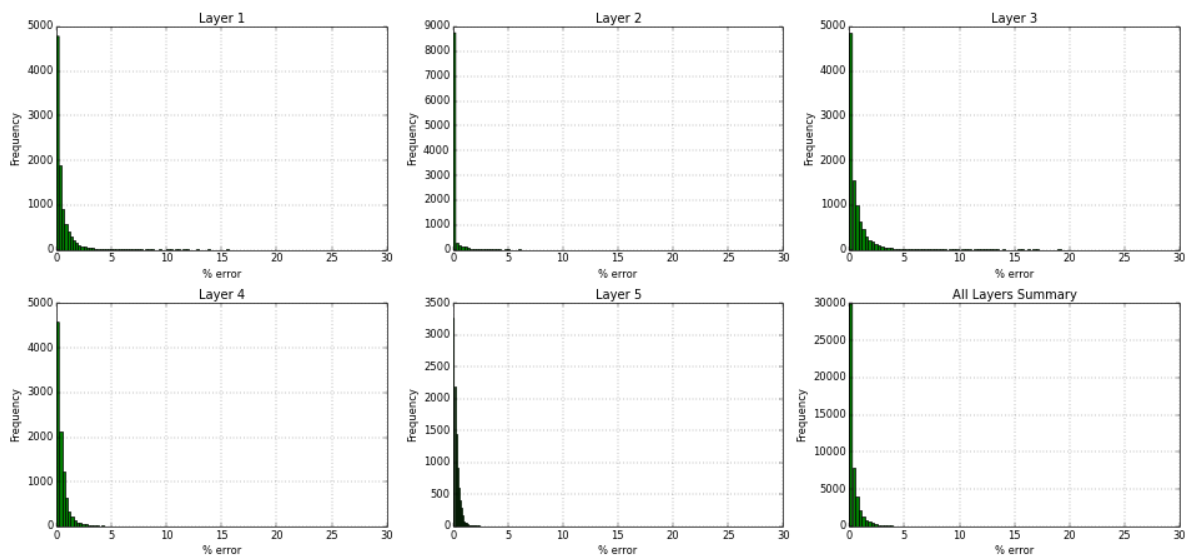 Layer 1
5000
4000
3000
2000
1000
0
Frequency
0 5 10 15 20 25 30
% error
Layer 2
9000
8000
7000
6000
5000
4000
3000
2000
1000
0
Frequency
0 5 10 15 20 25 30
% error
Layer 3
5000
4000
3000
2000
1000
0
Frequency
0 5 10 15 20 25 30
% error
Layer 4
5000
4000
3000
2000
1000
0
Frequency
0 5 10 15 20 25 30
% error
Layer 5
3500
3000
2500
2000
1500
1000
500
0
Frequency
0 5 10 15 20 25 30
% error
All Layers Summary
30000
25000
20000
15000
10000
5000
0
Frequency
0 5 10 15 20 25 30
% error